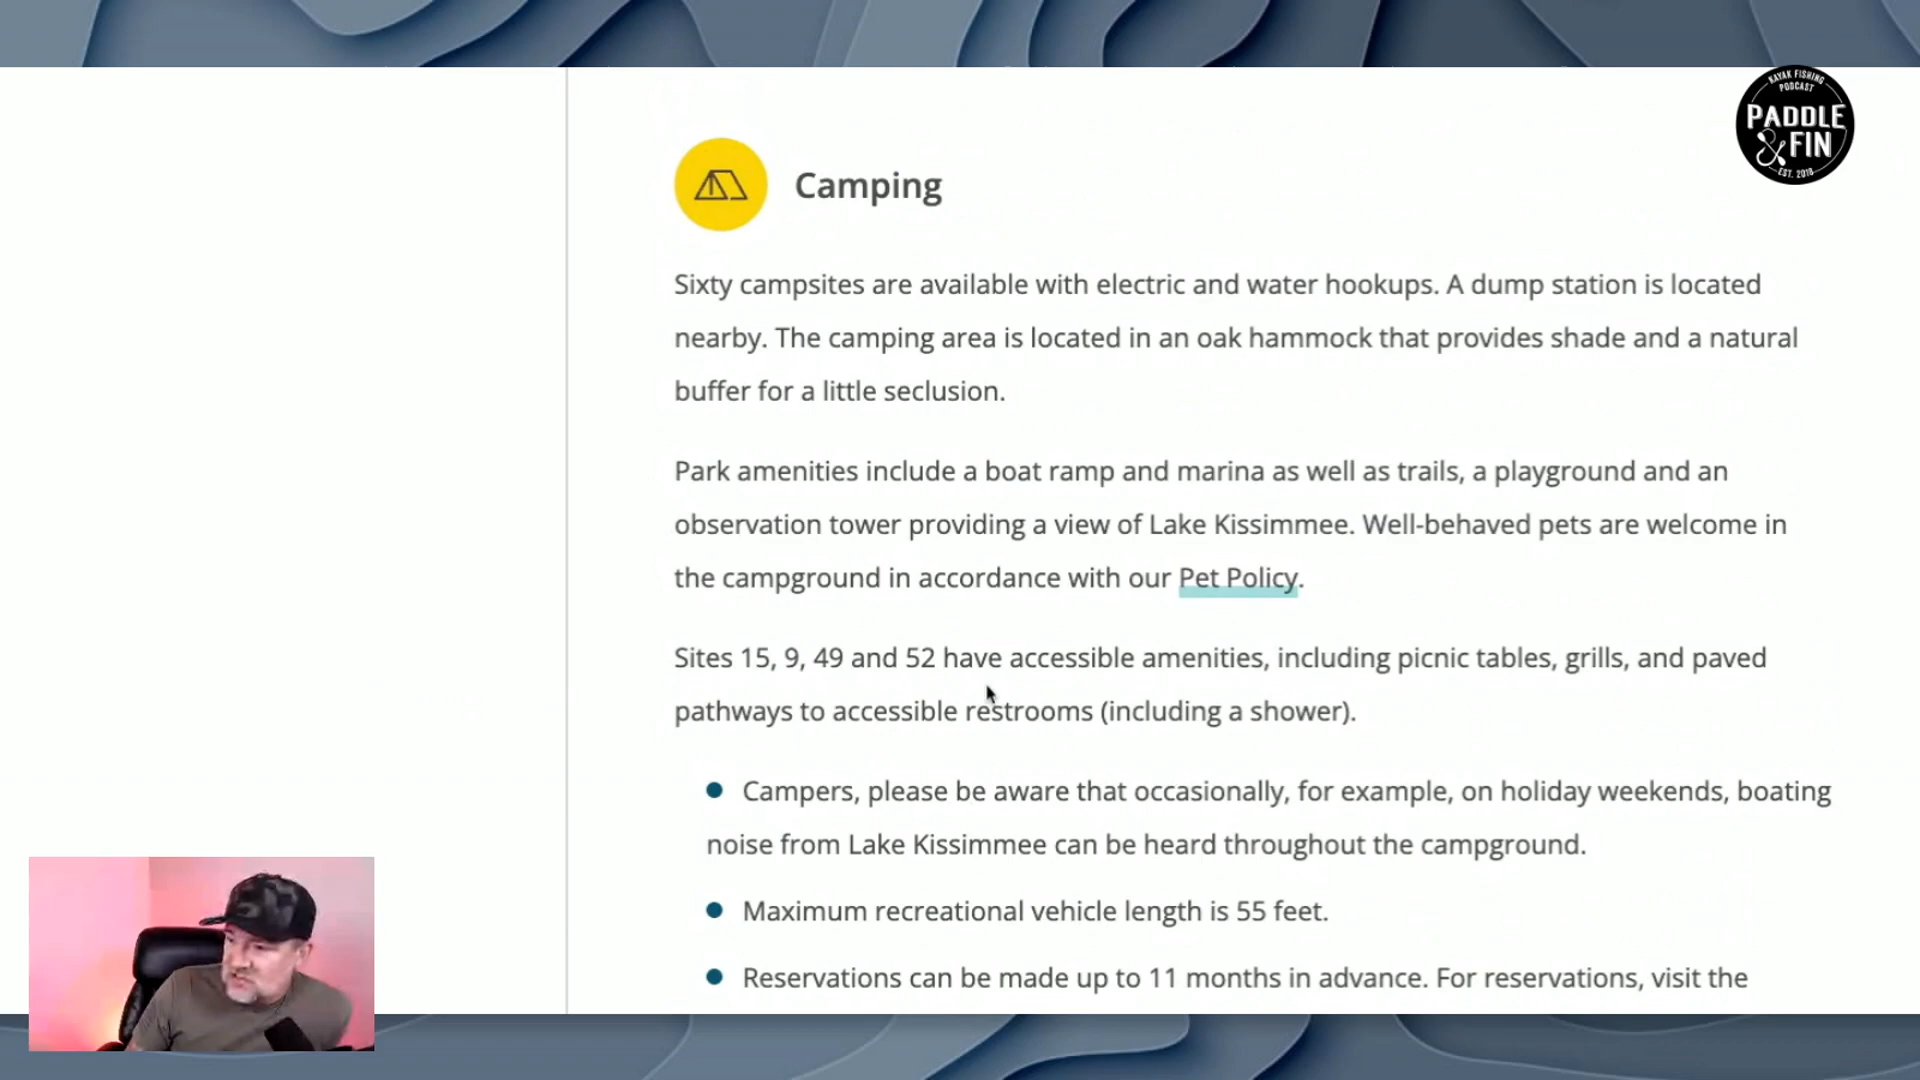 KAYAK FISHING
PODCAST
PADDLE
& FIN
EST. 2018
Camping
Sixty campsites are available with electric and water hookups. A dump station is located
nearby. The camping area is located in an oak hammock that provides shade and a natural
buffer for a little seclusion.
Park amenities include a boat ramp and marina as well as trails, a playground and an
observation tower providing a view of Lake Kissimmee. Well-behaved pets are welcome in
the campground in accordance with our Pet Policy.
Sites 15, 9, 49 and 52 have accessible amenities, including picnic tables, grills, and paved
pathways to accessible restrooms (including a shower).
Campers, please be aware that occasionally, for example, on holiday weekends, boating
noise from Lake Kissimmee can be heard throughout the campground.
Maximum recreational vehicle length is 55 feet.
Reservations can be made up to 11 months in advance. For reservations, visit the